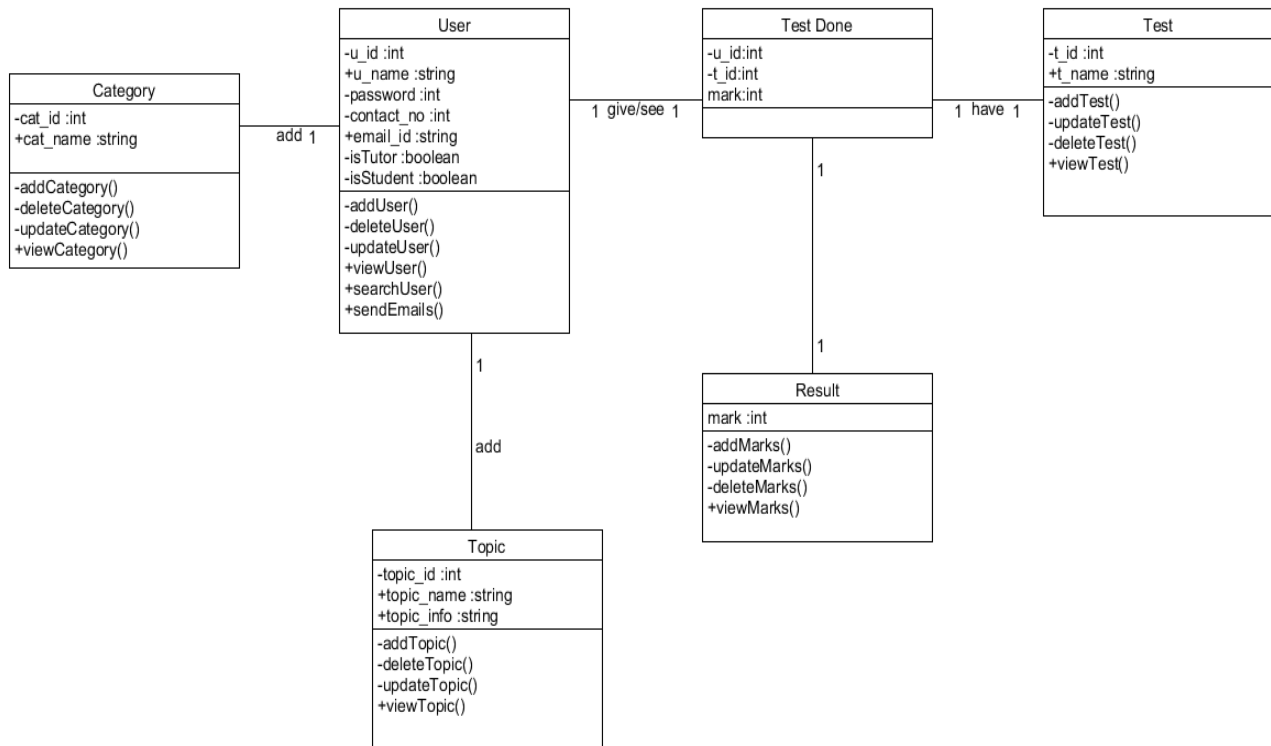 Category
-cat_id :int
+cat_name :string
-addCategory()
-deleteCategory()
-updateCategory()
+viewCategory()
add 1
User
-u_id :int
+u_name :string
-password :int
-contact_no :int
+email_id :string
-isTutor :boolean
-isStudent :boolean
-addUser()
-deleteUser()
-updateUser()
+viewUser()
+searchUser()
+sendEmails()
1 give/see 1
Test Done
-u_id:int
-t_id:int
mark:int
1 have 1
Test
-t_id :int
+t_name :string
-addTest()
-updateTest()
-deleteTest()
+viewTest()
1
1
Result
mark :int
-addMarks()
-updateMarks()
-deleteMarks()
+viewMarks()
1
add
Topic
-topic_id :int
+topic_name :string
+topic_info :string
-addTopic()
-deleteTopic()
-updateTopic()
+viewTopic()